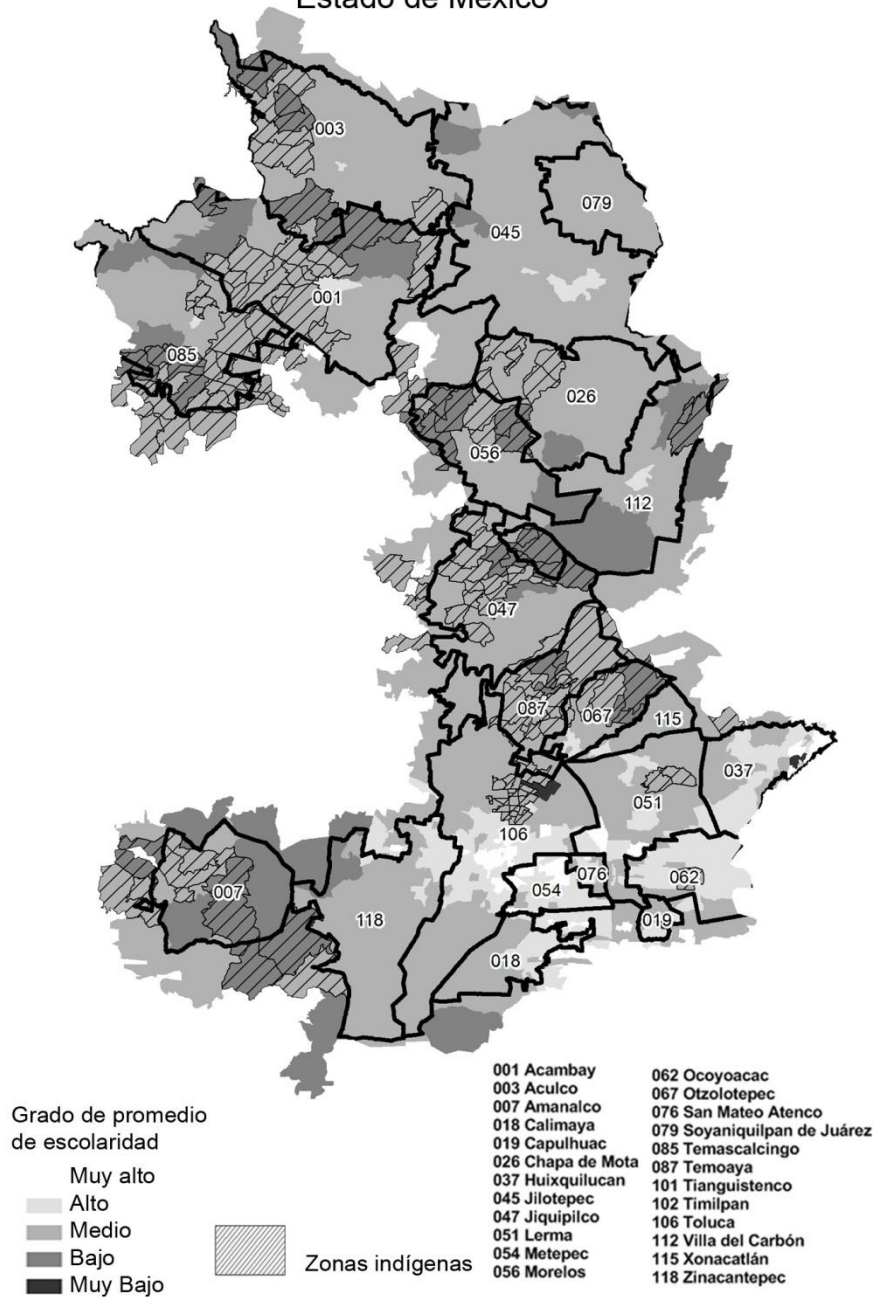 Estado de México
003
079
045
001
085
026
056
112
047
087
067
115
037
051
106
076
062
054
007
118
019
018
Grado de promedio
de escolaridad
Muy alto
Alto
Medio
Bajo
Muy Bajo
Zonas indígenas
001 Acambay
003 Aculco
007 Amanalco
018 Calimaya
019 Capulhuac
026 Chapa de Mota
037 Huixquilucan
045 Jilotepec
047 Jiquipilco
051 Lerma
054 Metepec
056 Morelos
062 Ocoyoacac
067 Otzolotepec
076 San Mateo Atenco
079 Soyaniquilpan de Juárez
085 Temascalcingo
087 Temoaya
101 Tianguistenco
102 Timilpan
106 Toluca
112 Villa del Carbón
115 Xonacatlán
118 Zinacantepec